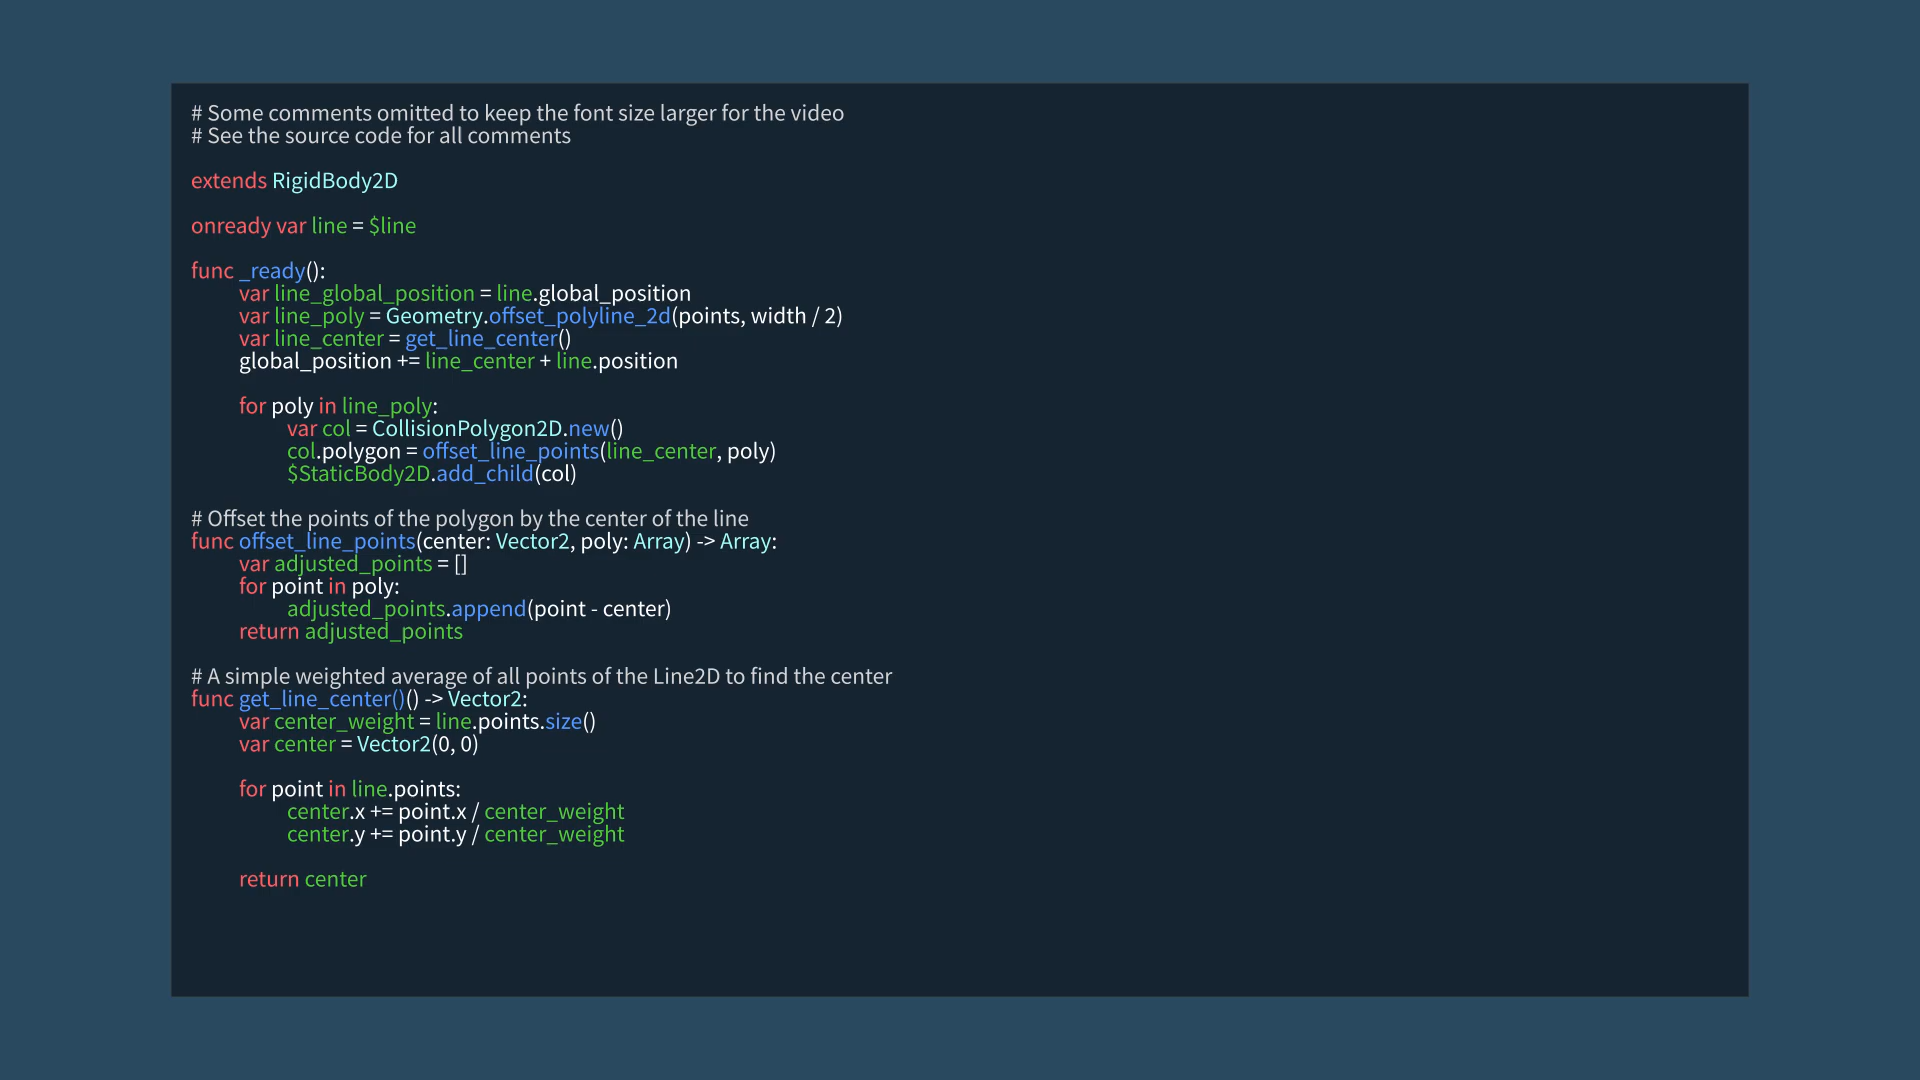 # Some comments omitted to keep the font size larger for the video
# See the source code for all comments
extends RigidBody2D
onready var line = $line
func _ready():
var line_global_position = line.global_position
var line_poly = Geometry.offset_polyline_2d(points, width / 2)
var line_center = get_line_center()
global_position += line_center + line.position
for poly in line_poly:
var col = CollisionPolygon2D.new()
col.polygon = offset_line_points(line_center, poly)
$StaticBody2D.add_child(col)
# Offset the points of the polygon by the center of the line
func offset_line_points(center: Vector2, poly: Array) -> Array:
var adjusted_points = []
for point in poly:
adjusted_points.append(point - center)
return adjusted_points
# A simple weighted average of all points of the Line2D to find the center
func get_line_center()() -> Vector2:
var center_weight = line.points.size()
var center = Vector2(0, 0)
for point in line.points:
center.x += point.x / center_weight
center.y += point.y / center_weight
return center